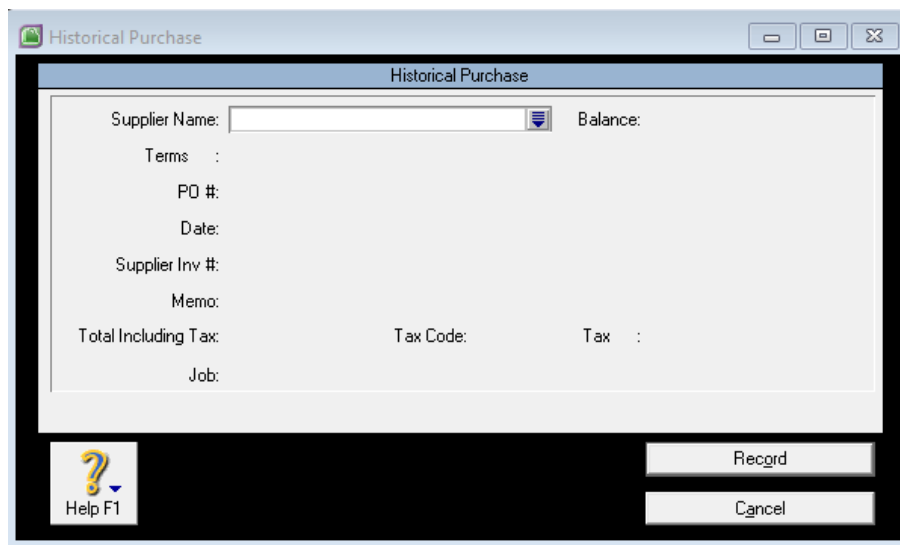 Historical Purchase
Historical Purchase
Supplier Name: Balance:
Terms :
PO #:
Date:
Supplier Inv #:
Memo:
Total Including Tax: Tax Code: Tax :
Job:
Record
Help F1
Cancel